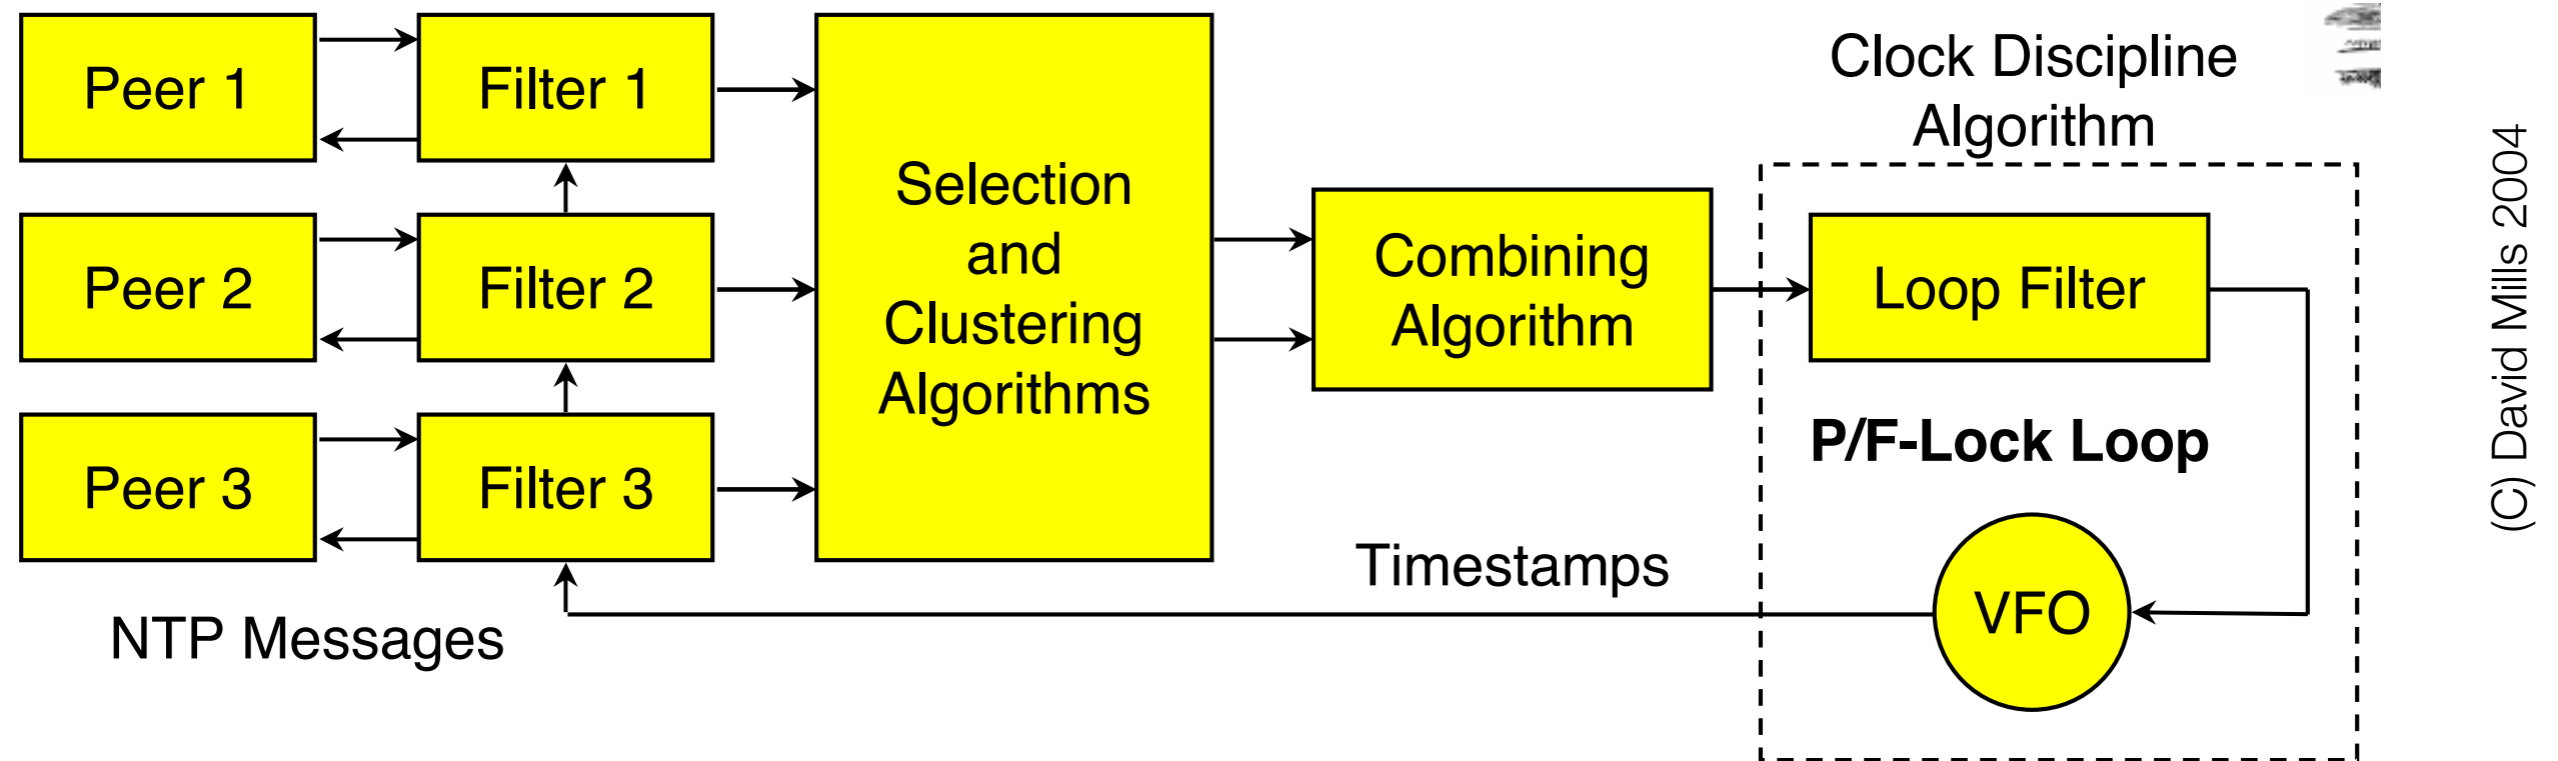 Peer 1
Filter 1
Peer 2
Filter 2
Peer 3
Filter 3
NTP Messages
Selection
and
Clustering
Algorithms
Combining
Algorithm
Timestamps
Clock Discipline
Algorithm
Loop Filter
P/F-Lock Loop
VFO
(C) David Mills 2004